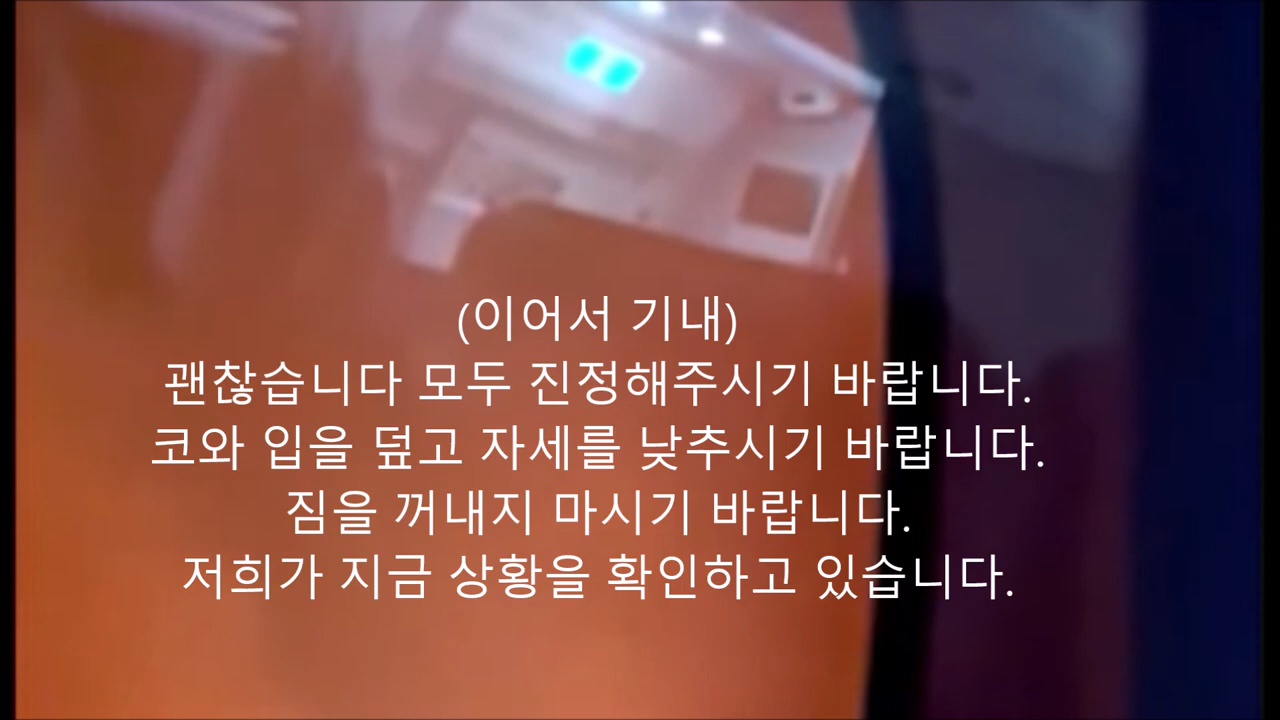 (이어서 기내)
괜찮습니다 모두 진정해주시기 바랍니다.
코와 입을 덮고 자세를 낮추시기 바랍니다.
짐을 꺼내지 마시기 바랍니다.
저희가 지금 상황을 확인하고 있습니다.